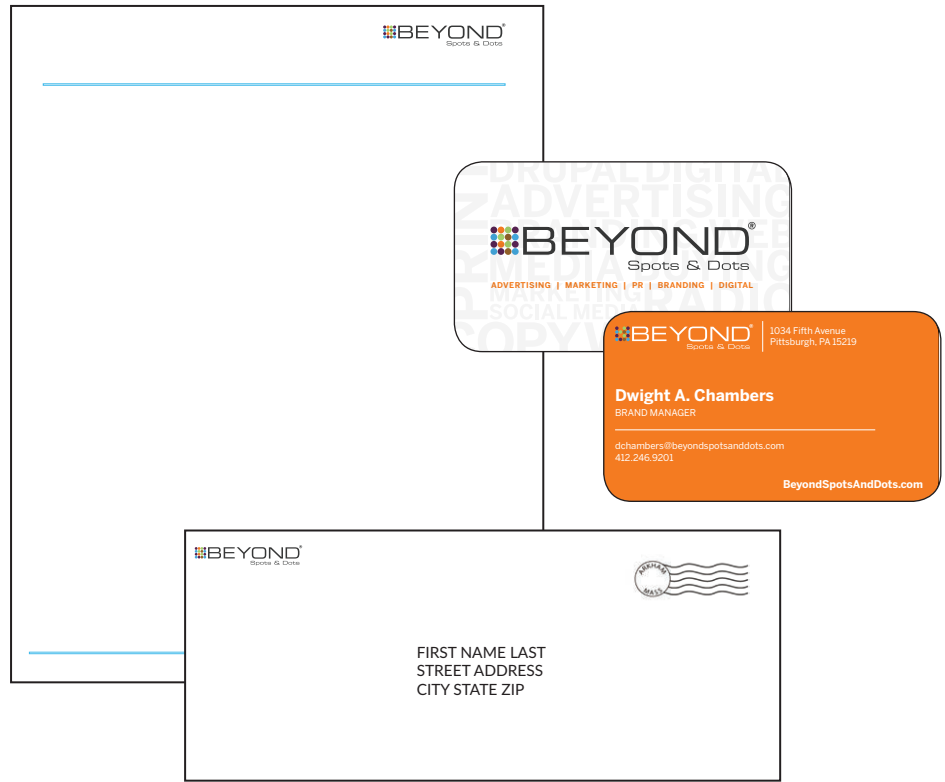 BEYOND®
Spots & Dots
DRUPAL DIGITAL
ADVERTISING
PRINT
BEYOND®
Spots & Dots
MEDIA BUYING
ADVERTISING | MARKETING | PR | BRANDING | DIGITAL
MARKETING
RADIO
SOCIAL MEDIA
BEYOND®
Spots & Dots
1034 Fifth Avenue
Pittsburgh, PA 15219
Dwight A. Chambers
BRAND MANAGER
dchambers@beyondspotsanddots.com
412.246.9201
BeyondSpotsAndDots.com
BEYOND®
Spots & Dots
ARKHAM
MASS
FIRST NAME LAST
STREET ADDRESS
CITY STATE ZIP